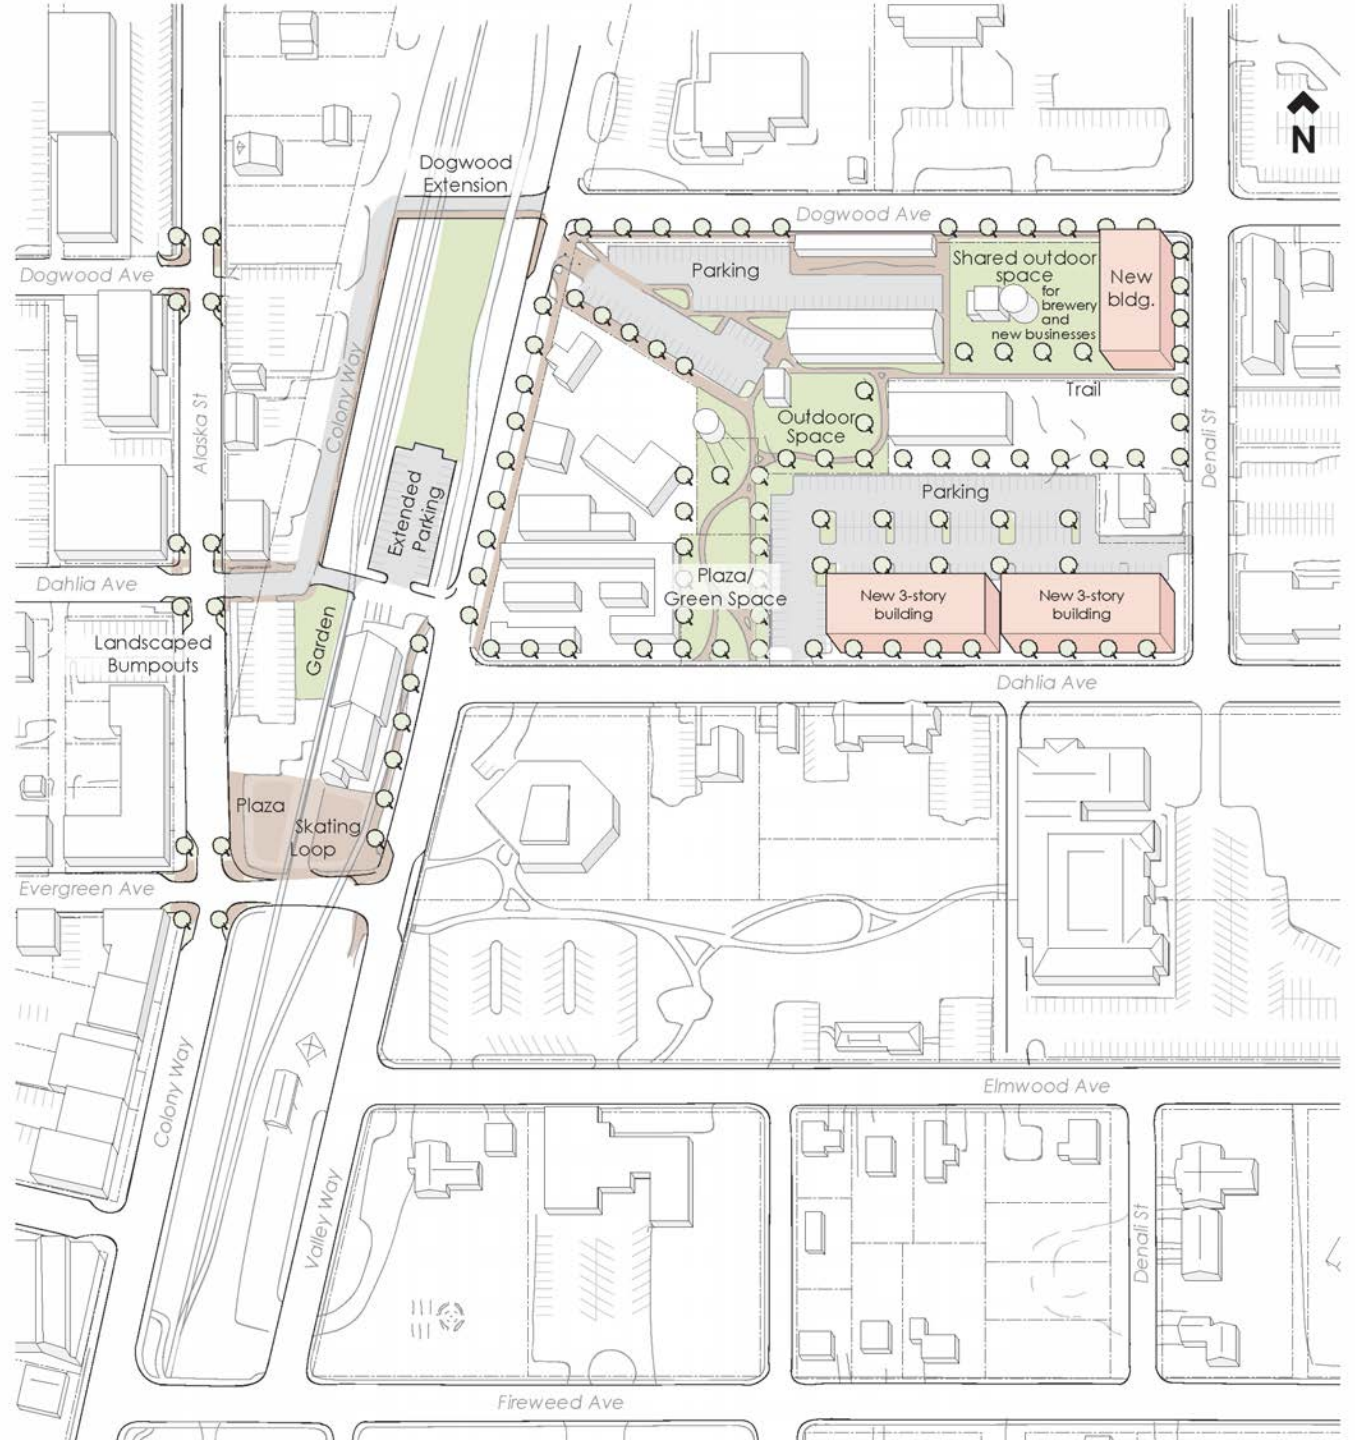 N
Dogwood
Extension
Dogwood Ave
Dogwood Ave
Parking
Shared outdoor
space
for
brewery
and
new businesses
New
bldg.
Colony Way
Alaska St
Trail
Outdoor
Space
Denali St
Extended
Parking
Parking
Dahlia Ave
Plaza/
Green Space
New 3-story
building
New 3-story
building
Landscaped
Bumpouts
Garden
Dahlia Ave
Plaza
Skating
Loop
Evergreen Ave
Colony Way
Elmwood Ave
Valley Way
Denali St
Fireweed Ave